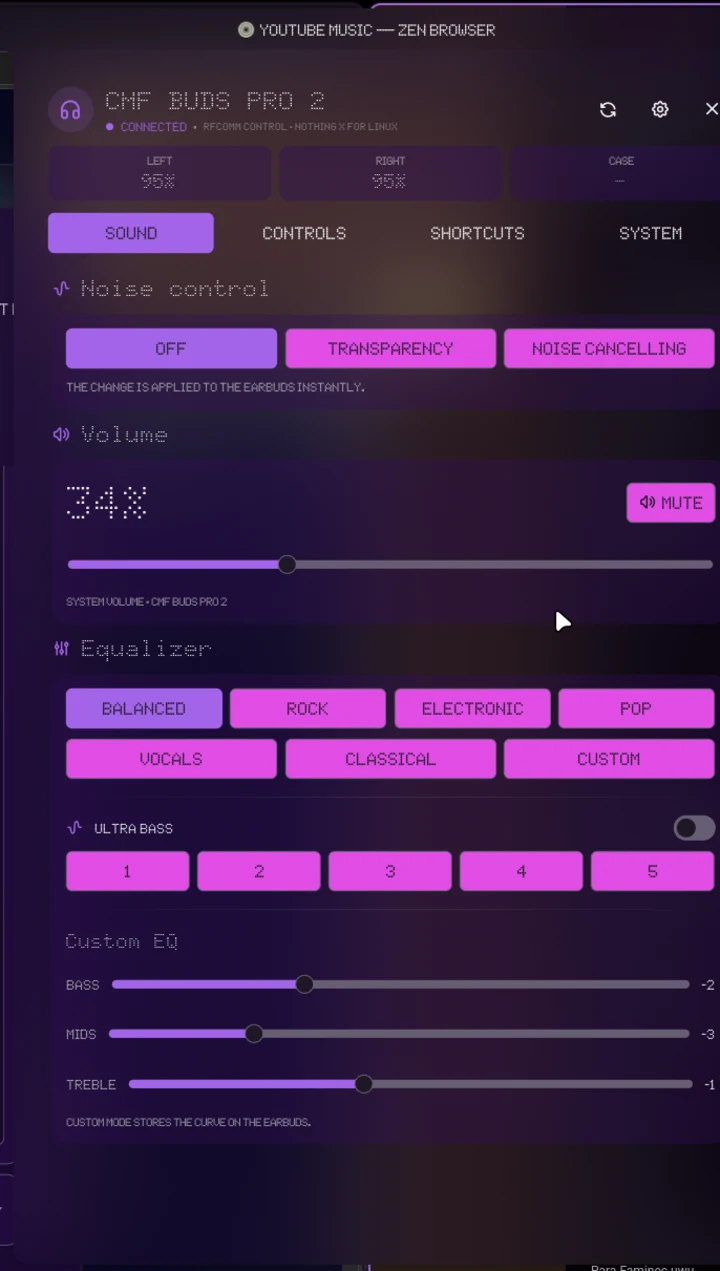 YOUTUBE MUSIC — ZEN BROWSER
CMF BUDS PRO 2
CONNECTED • RFCOMM CONTROL • NOTHING X FOR LINUX
LEFT
95%
RIGHT
95%
CASE
—
SOUND CONTROLS SHORTCUTS SYSTEM
Noise control
OFF TRANSPARENCY NOISE CANCELLING
THE CHANGE IS APPLIED TO THE EARBUDS INSTANTLY.
Volume
34%
MUTE
SYSTEM VOLUME • CMF BUDS PRO 2
Equalizer
BALANCED ROCK ELECTRONIC POP
VOCALS CLASSICAL CUSTOM
ULTRA BASS
1 2 3 4 5
Custom EQ
BASS -2
MIDS -3
TREBLE -1
CUSTOM MODE STORES THE CURVE ON THE EARBUDS.